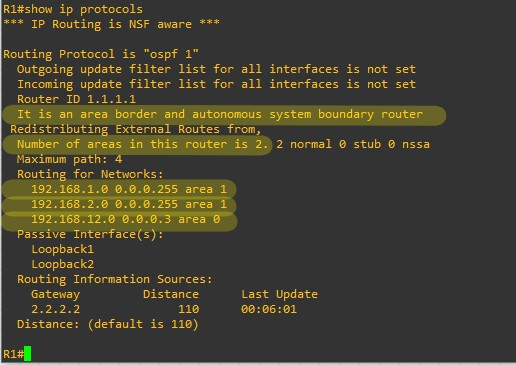 R1#show ip protocols
*** IP Routing is NSF aware ***
Routing Protocol is "ospf 1"
Outgoing update filter list for all interfaces is not set
Incoming update filter list for all interfaces is not set
Router ID 1.1.1.1
It is an area border and autonomous system boundary router
Redistributing External Routes from,
Number of areas in this router is 2. 2 normal 0 stub 0 nssa
Maximum path: 4
Routing for Networks:
192.168.1.0 0.0.0.255 area 1
192.168.2.0 0.0.0.255 area 1
192.168.12.0 0.0.0.3 area 0
Passive Interface(s):
Loopback1
Loopback2
Routing Information Sources:
Gateway Distance Last Update
2.2.2.2 110 00:06:01
Distance: (default is 110)
R1#